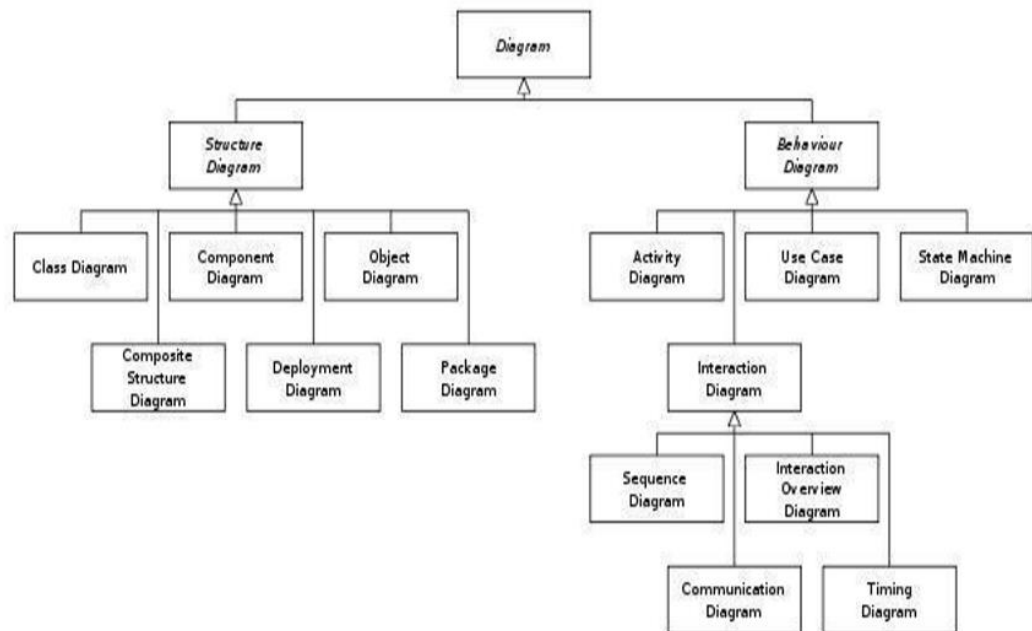 Diagram
Structure
Diagram
Behaviour
Diagram
Class Diagram
Component
Diagram
Object
Diagram
Activity
Diagram
Use Case
Diagram
State Machine
Diagram
Composite
Structure
Diagram
Deployment
Diagram
Package
Diagram
Interaction
Diagram
Sequence
Diagram
Interaction
Overview
Diagram
Communication
Diagram
Timing
Diagram